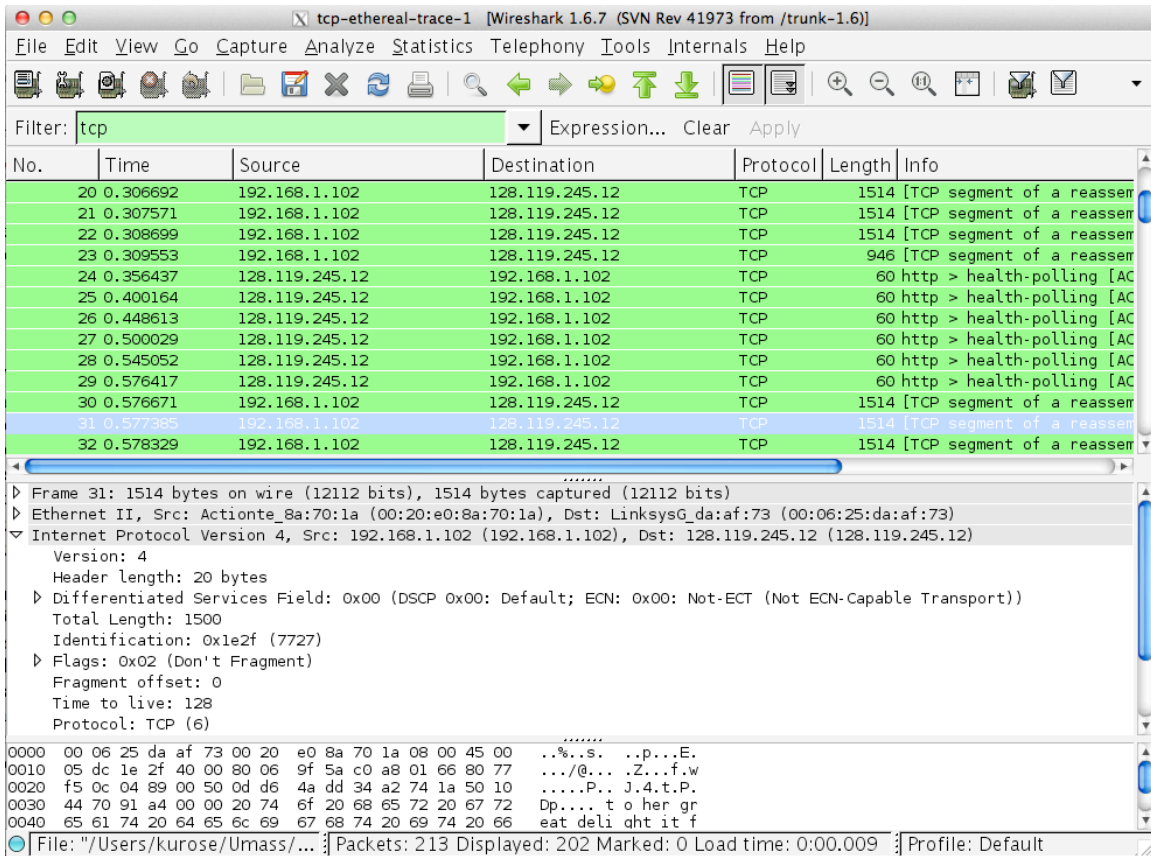 tcp-ethereal-trace-1 [Wireshark 1.6.7 (SVN Rev 41973 from /trunk-1.6)]
File Edit View Go Capture Analyze Statistics Telephony Tools Internals Help
Filter: tcp Expression... Clear Apply
No. Time Source Destination Protocol Length Info
20 0.306692 192.168.1.102 128.119.245.12 TCP 1514 [TCP segment of a reassem
21 0.307571 192.168.1.102 128.119.245.12 TCP 1514 [TCP segment of a reassem
22 0.308699 192.168.1.102 128.119.245.12 TCP 1514 [TCP segment of a reassem
23 0.309553 192.168.1.102 128.119.245.12 TCP 946 [TCP segment of a reassem
24 0.356437 128.119.245.12 192.168.1.102 TCP 60 http > health-polling [AC
25 0.400164 128.119.245.12 192.168.1.102 TCP 60 http > health-polling [AC
26 0.448613 128.119.245.12 192.168.1.102 TCP 60 http > health-polling [AC
27 0.500029 128.119.245.12 192.168.1.102 TCP 60 http > health-polling [AC
28 0.545052 128.119.245.12 192.168.1.102 TCP 60 http > health-polling [AC
29 0.576417 128.119.245.12 192.168.1.102 TCP 60 http > health-polling [AC
30 0.576671 192.168.1.102 128.119.245.12 TCP 1514 [TCP segment of a reassem
31 0.577385 192.168.1.102 128.119.245.12 TCP 1514 [TCP segment of a reassem
32 0.578329 192.168.1.102 128.119.245.12 TCP 1514 [TCP segment of a reassem
Frame 31: 1514 bytes on wire (12112 bits), 1514 bytes captured (12112 bits)
Ethernet II, Src: Actionte_8a:70:1a (00:20:e0:8a:70:1a), Dst: LinksysG_da:af:73 (00:06:25:da:af:73)
Internet Protocol Version 4, Src: 192.168.1.102 (192.168.1.102), Dst: 128.119.245.12 (128.119.245.12)
Version: 4
Header length: 20 bytes
Differentiated Services Field: 0x00 (DSCP 0x00: Default; ECN: 0x00: Not-ECT (Not ECN-Capable Transport))
Total Length: 1500
Identification: 0x1e2f (7727)
Flags: 0x02 (Don't Fragment)
Fragment offset: 0
Time to live: 128
Protocol: TCP (6)
0000 00 06 25 da af 73 00 20 e0 8a 70 1a 08 00 45 00 ..%..s. ..p...E.
0010 05 dc 1e 2f 40 00 80 06 9f 5a c0 a8 01 66 80 77 .../@... .Z...f.w
0020 f5 0c 04 89 00 50 0d d6 4a dd 34 a2 74 1a 50 10 .....P.. J.4.t.P.
0030 44 70 91 a4 00 00 20 74 6f 20 68 65 72 20 67 72 Dp.... t o her gr
0040 65 61 74 20 64 65 6c 69 67 68 74 20 69 74 20 66 eat deli ght it f
File: "/Users/kurose/Umass/... Packets: 213 Displayed: 202 Marked: 0 Load time: 0:00.009 Profile: Default